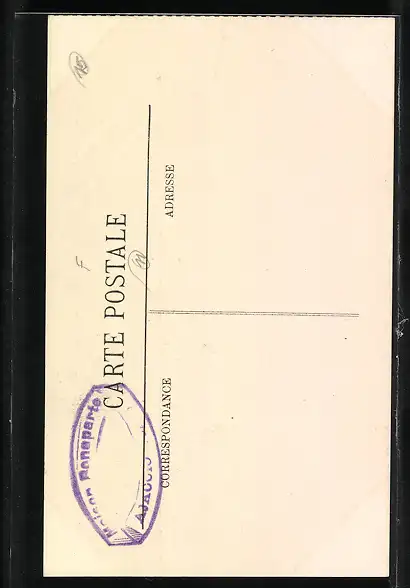 CARTE POSTALE
CORRESPONDANCE
ADRESSE
Maison Bonaparte
AJACCIO
F